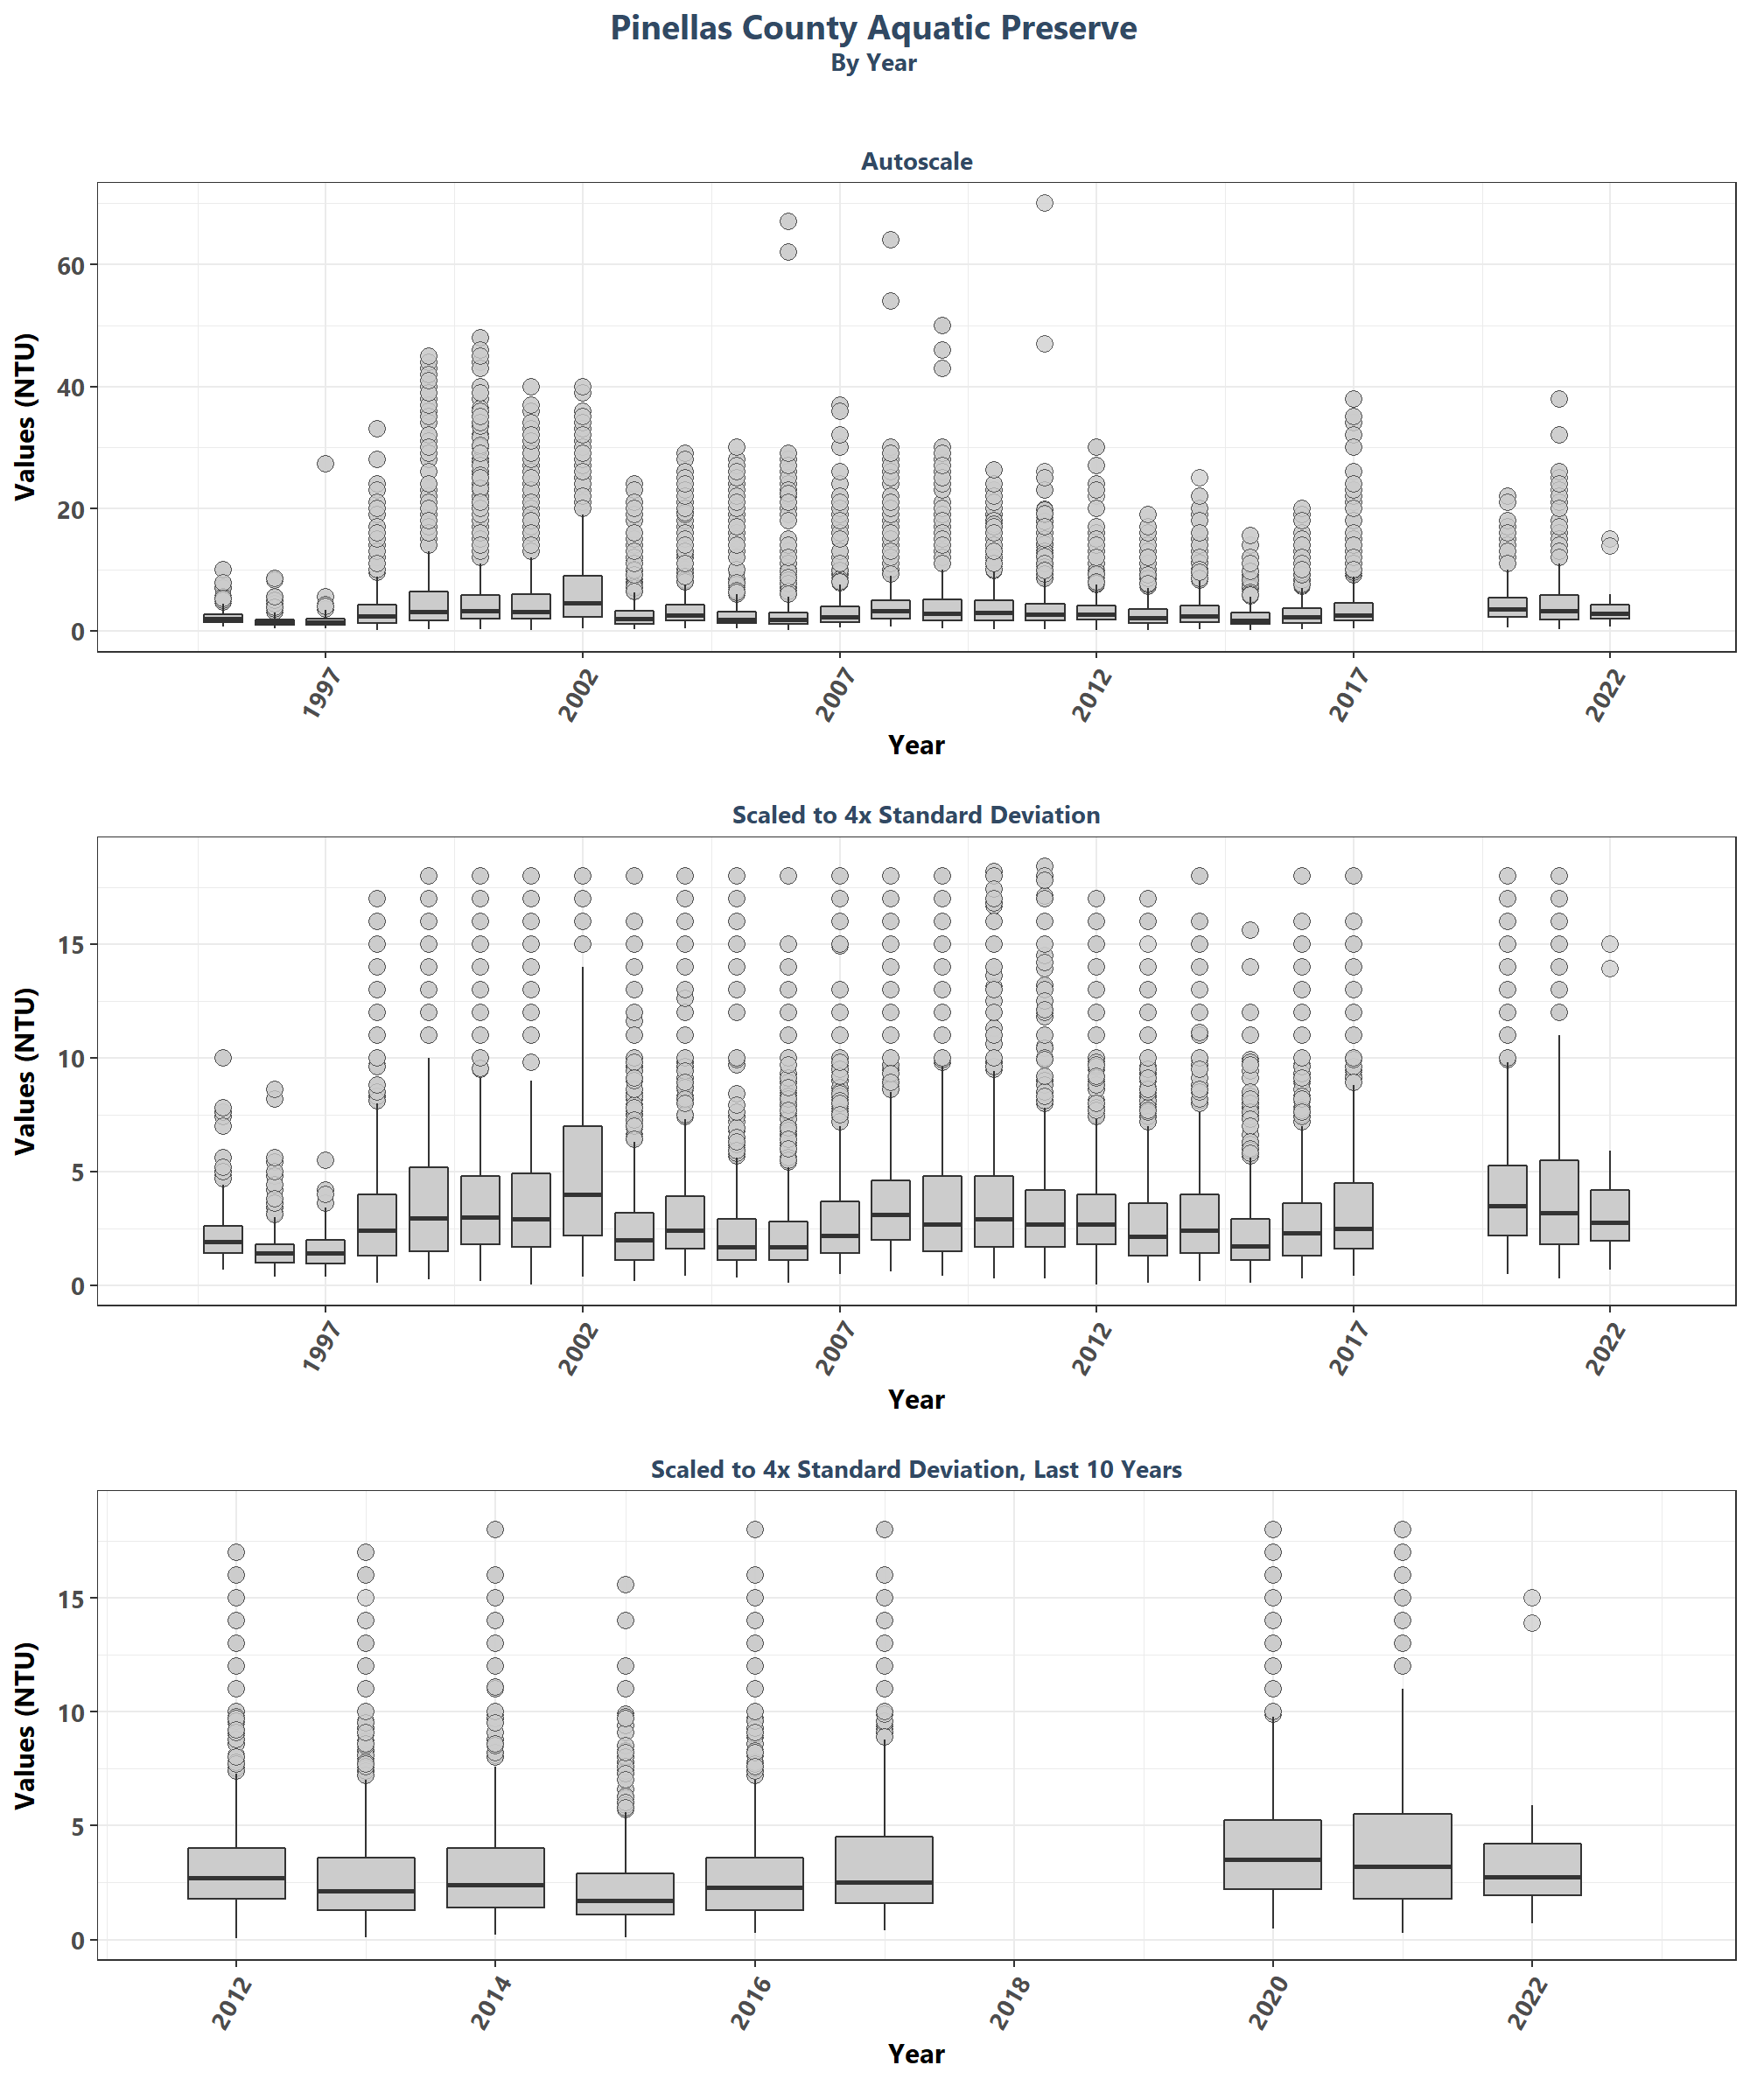 Pinellas County Aquatic Preserve
By Year
Autoscale
Values (NTU)
60
40
20
0
1997
2002
2007
2012
2017
2022
Year
Scaled to 4x Standard Deviation
Values (NTU)
15
10
5
0
1997
2002
2007
2012
2017
2022
Year
Scaled to 4x Standard Deviation, Last 10 Years
Values (NTU)
15
10
5
0
2012
2014
2016
2018
2020
2022
Year